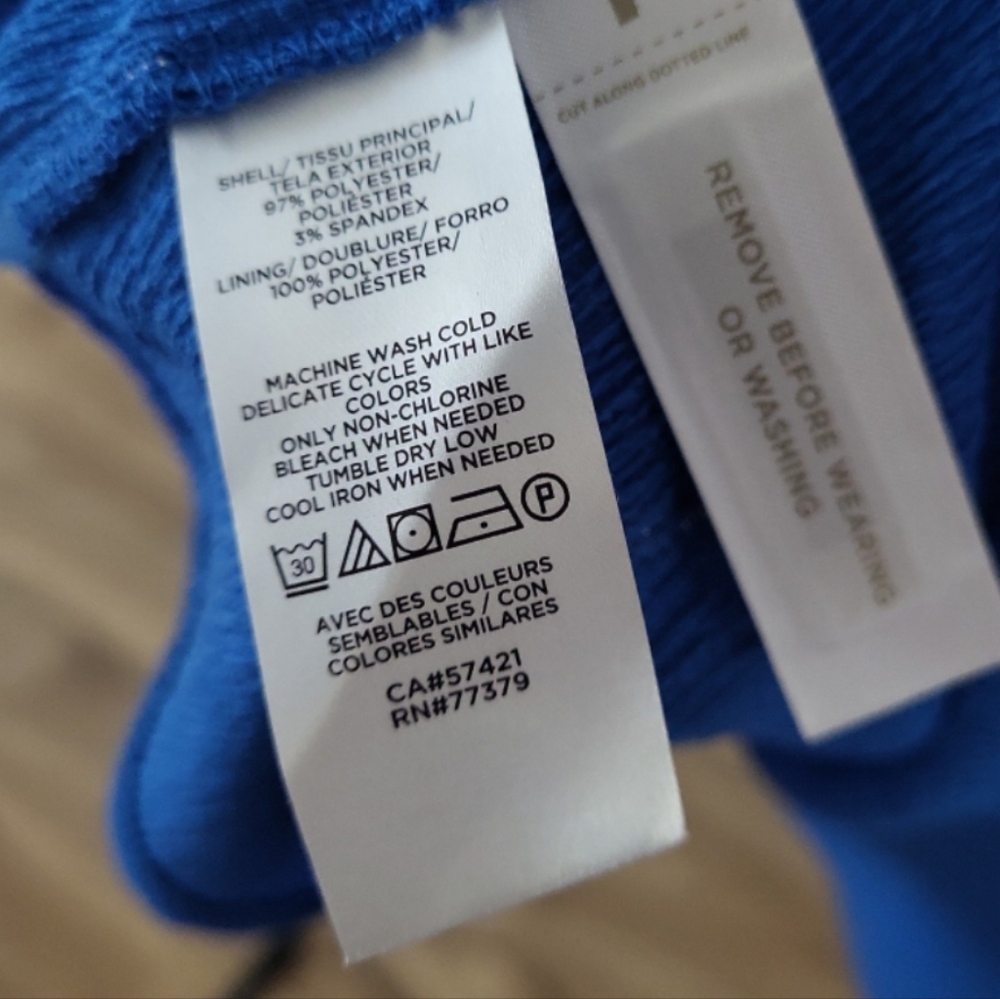 SHELL/ TISSU PRINCIPAL/
TELA EXTERIOR
97% POLYESTER/
POLIÉSTER
3% SPANDEX
LINING/ DOUBLURE/ FORRO
100% POLYESTER/
POLIÉSTER
MACHINE WASH COLD
DELICATE CYCLE WITH LIKE
COLORS
ONLY NON-CHLORINE
BLEACH WHEN NEEDED
TUMBLE DRY LOW
COOL IRON WHEN NEEDED
30 P
AVEC DES COULEURS
SEMBLABLES / CON
COLORES SIMILARES
CA#57421
RN#77379
CUT ALONG DOTTED LINE
REMOVE BEFORE WEARING
OR WASHING